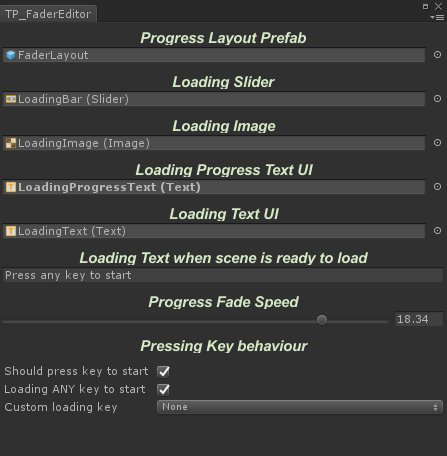 TP_FaderEditor
Progress Layout Prefab
FaderLayout
Loading Slider
LoadingBar (Slider)
Loading Image
LoadingImage (Image)
Loading Progress Text UI
LoadingProgressText (Text)
Loading Text UI
LoadingText (Text)
Loading Text when scene is ready to load
Press any key to start
Progress Fade Speed
18.34
Pressing Key behaviour
Should press key to start
Loading ANY key to start
Custom loading key None